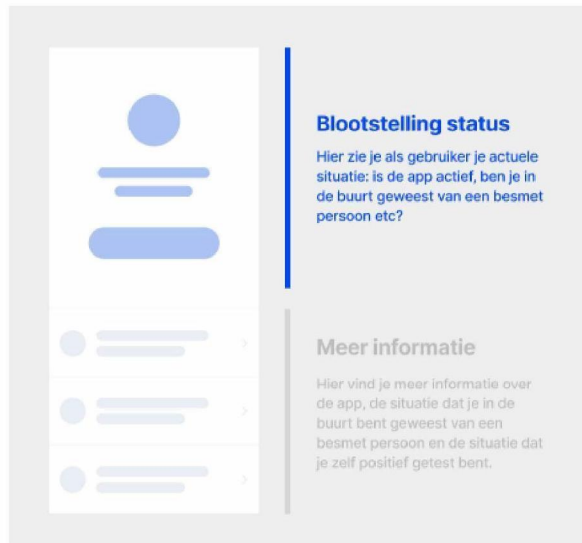 Blootstelling status
Hier zie je als gebruiker je actuele
situatie: is de app actief, ben je in
de buurt geweest van een besmet
persoon etc?
Meer informatie
Hier vind je meer informatie over
de app, de situatie dat je in de
buurt bent geweest van een
besmet persoon en de situatie dat
je zelf positief getest bent.